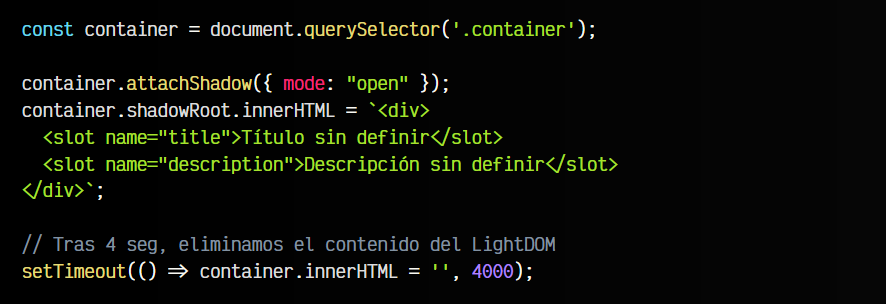 const container = document.querySelector('.container');
container.attachShadow({ mode: "open" });
container.shadowRoot.innerHTML = `<div>
<slot name="title">Título sin definir</slot>
<slot name="description">Descripción sin definir</slot>
</div>`;
// Tras 4 seg, eliminamos el contenido del LightDOM
setTimeout(() => container.innerHTML = '', 4000);